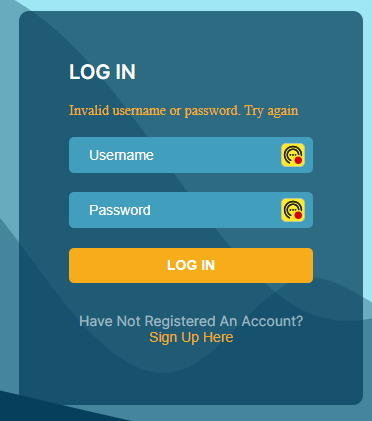 LOG IN
Invalid username or password. Try again
Username
Password
LOG IN
Have Not Registered An Account?
Sign Up Here